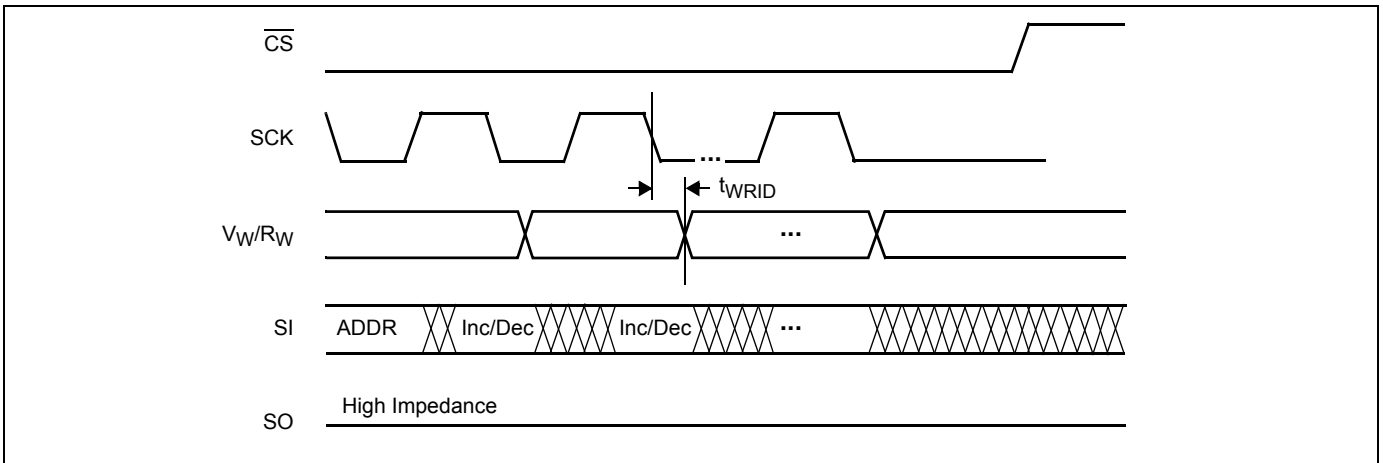 CS
SCK
...
tWRID
VW/RW
...
SI
ADDR
Inc/Dec
Inc/Dec
...
High Impedance
SO